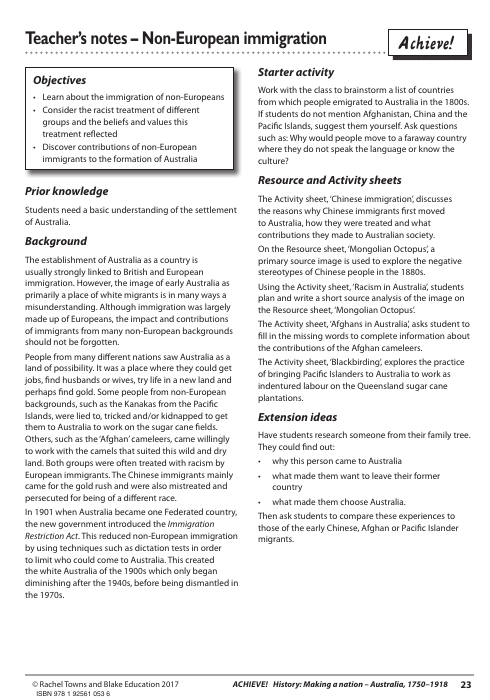 Teacher's notes – Non-European immigration
Achieve!
Objectives
• Learn about the immigration of non-Europeans
• Consider the racist treatment of different
groups and the beliefs and values this
treatment reflected
• Discover contributions of non-European
immigrants to the formation of Australia
Prior knowledge
Students need a basic understanding of the settlement
of Australia.
Background
The establishment of Australia as a country is
usually strongly linked to British and European
immigration. However, the image of early Australia as
primarily a place of white migrants is in many ways a
misunderstanding. Although immigration was largely
made up of Europeans, the impact and contributions
of immigrants from many non-European backgrounds
should not be forgotten.
People from many different nations saw Australia as a
land of possibility. It was a place where they could get
jobs, find husbands or wives, try life in a new land and
perhaps find gold. Some people from non-European
backgrounds, such as the Kanakas from the Pacific
Islands, were lied to, tricked and/or kidnapped to get
them to Australia to work on the sugar cane fields.
Others, such as the 'Afghan' cameleers, came willingly
to work with the camels that suited this wild and dry
land. Both groups were often treated with racism by
European immigrants. The Chinese immigrants mainly
came for the gold rush and were also mistreated and
persecuted for being of a different race.
In 1901 when Australia became one Federated country,
the new government introduced the Immigration
Restriction Act. This reduced non-European immigration
by using techniques such as dictation tests in order
to limit who could come to Australia. This created
the white Australia of the 1900s which only began
diminishing after the 1940s, before being dismantled in
the 1970s.
Starter activity
Work with the class to brainstorm a list of countries
from which people emigrated to Australia in the 1800s.
If students do not mention Afghanistan, China and the
Pacific Islands, suggest them yourself. Ask questions
such as: Why would people move to a faraway country
where they do not speak the language or know the
culture?
Resource and Activity sheets
The Activity sheet, 'Chinese immigration', discusses
the reasons why Chinese immigrants first moved
to Australia, how they were treated and what
contributions they made to Australian society.
On the Resource sheet, 'Mongolian Octopus', a
primary source image is used to explore the negative
stereotypes of Chinese people in the 1880s.
Using the Activity sheet, 'Racism in Australia', students
plan and write a short source analysis of the image on
the Resource sheet, 'Mongolian Octopus'.
The Activity sheet, 'Afghans in Australia', asks student to
fill in the missing words to complete information about
the contributions of the Afghan cameleers.
The Activity sheet, 'Blackbirding', explores the practice
of bringing Pacific Islanders to Australia to work as
indentured labour on the Queensland sugar cane
plantations.
Extension ideas
Have students research someone from their family tree.
They could find out:
• why this person came to Australia
• what made them want to leave their former
country
• what made them choose Australia.
Then ask students to compare these experiences to
those of the early Chinese, Afghan or Pacific Islander
migrants.
© Rachel Towns and Blake Education 2017
ISBN 978 1 92561 053 6
ACHIEVE! History: Making a nation – Australia, 1750–1918 23